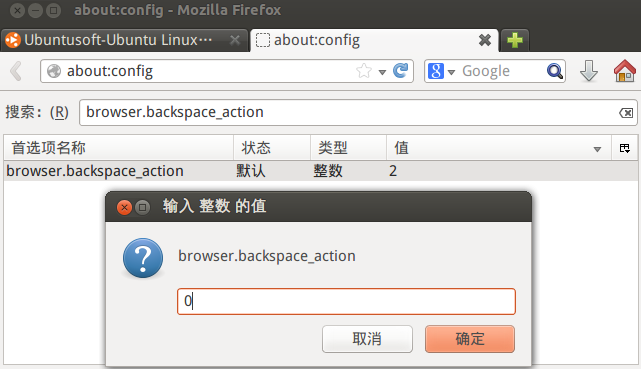 about:config - Mozilla Firefox
Ubuntusoft-Ubuntu Linux⋯
about:config
about:config
Google
搜索: (R)
browser.backspace_action
首选项名称 状态 类型 值
browser.backspace_action 默认 整数 2
输入 整数 的值
browser.backspace_action
0
取消 确定